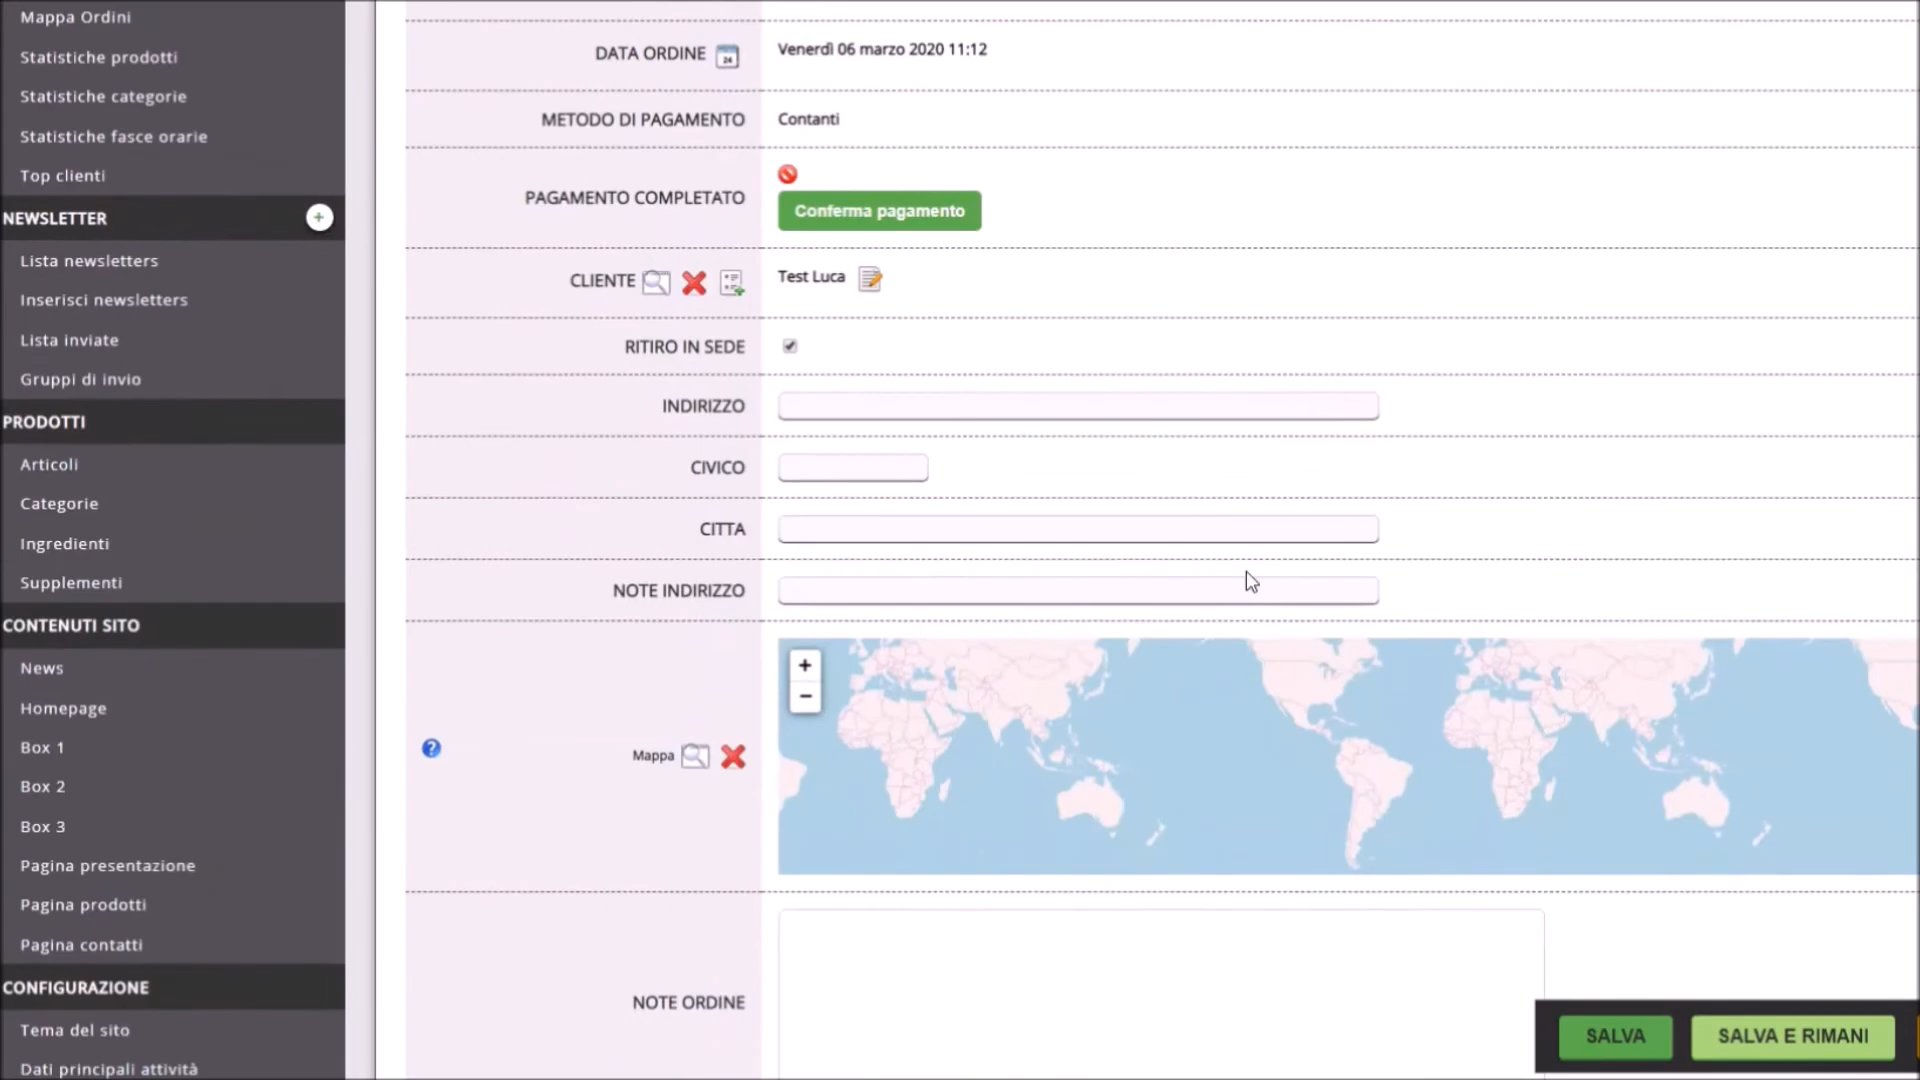 Mappa Ordini
Statistiche prodotti
Statistiche categorie
Statistiche fasce orarie
Top clienti
NEWSLETTER
+
Lista newsletters
Inserisci newsletters
Lista inviate
Gruppi di invio
PRODOTTI
Articoli
Categorie
Ingredienti
Supplementi
CONTENUTI SITO
News
Homepage
Box 1
Box 2
Box 3
Pagina presentazione
Pagina prodotti
Pagina contatti
CONFIGURAZIONE
Tema del sito
Dati principali attività
DATA ORDINE 24 Venerdì 06 marzo 2020 11:12
METODO DI PAGAMENTO Contanti
PAGAMENTO COMPLETATO
Conferma pagamento
CLIENTE Test Luca
RITIRO IN SEDE
INDIRIZZO
CIVICO
CITTA
NOTE INDIRIZZO
+
−
? Mappa
NOTE ORDINE
SALVA SALVA E RIMANI